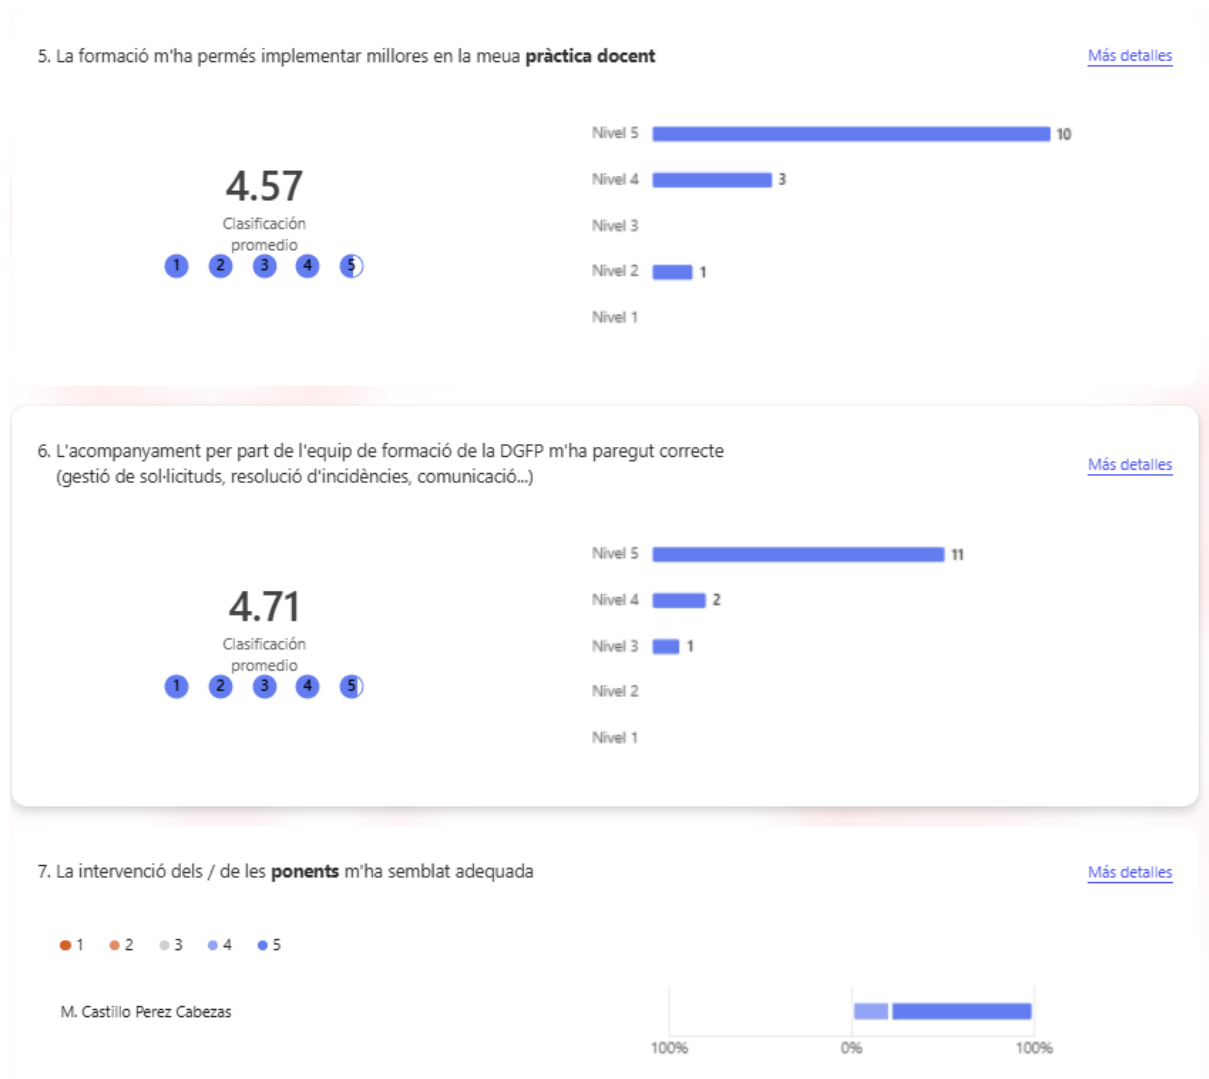 5. La formació m'ha permés implementar millores en la meua pràctica docent
Más detalles
4.57
Clasificación
promedio
1 2 3 4 5
Nivel 5 10
Nivel 4 3
Nivel 3
Nivel 2 1
Nivel 1
6. L'acompanyament per part de l'equip de formació de la DGFP m'ha paregut correcte
(gestió de sol·licituds, resolució d'incidències, comunicació...)
Más detalles
4.71
Clasificación
promedio
1 2 3 4 5
Nivel 5 11
Nivel 4 2
Nivel 3 1
Nivel 2
Nivel 1
7. La intervenció dels / de les ponents m'ha semblat adequada
Más detalles
1 2 3 4 5
M. Castillo Perez Cabezas
100% 0% 100%